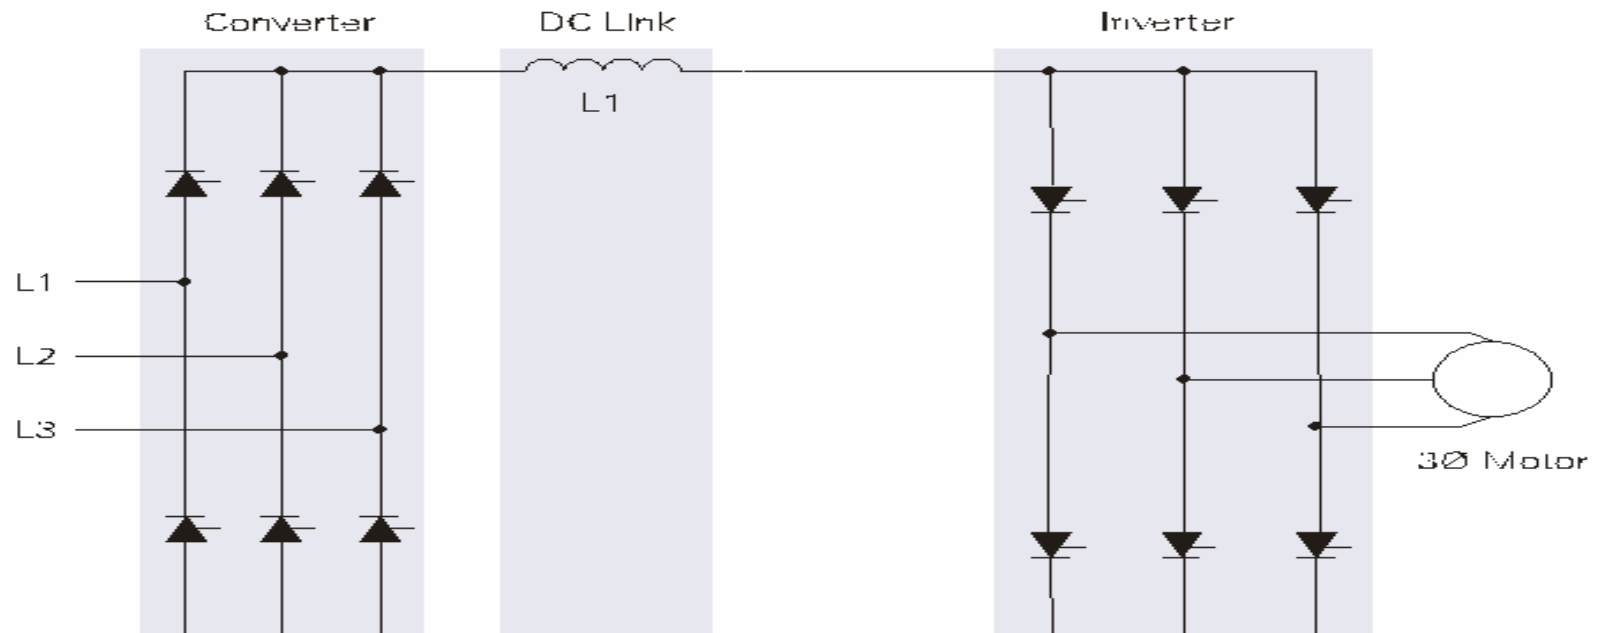 Converter
DC Link
Inverter
L1
L1
L2
L3
3Ø Motor